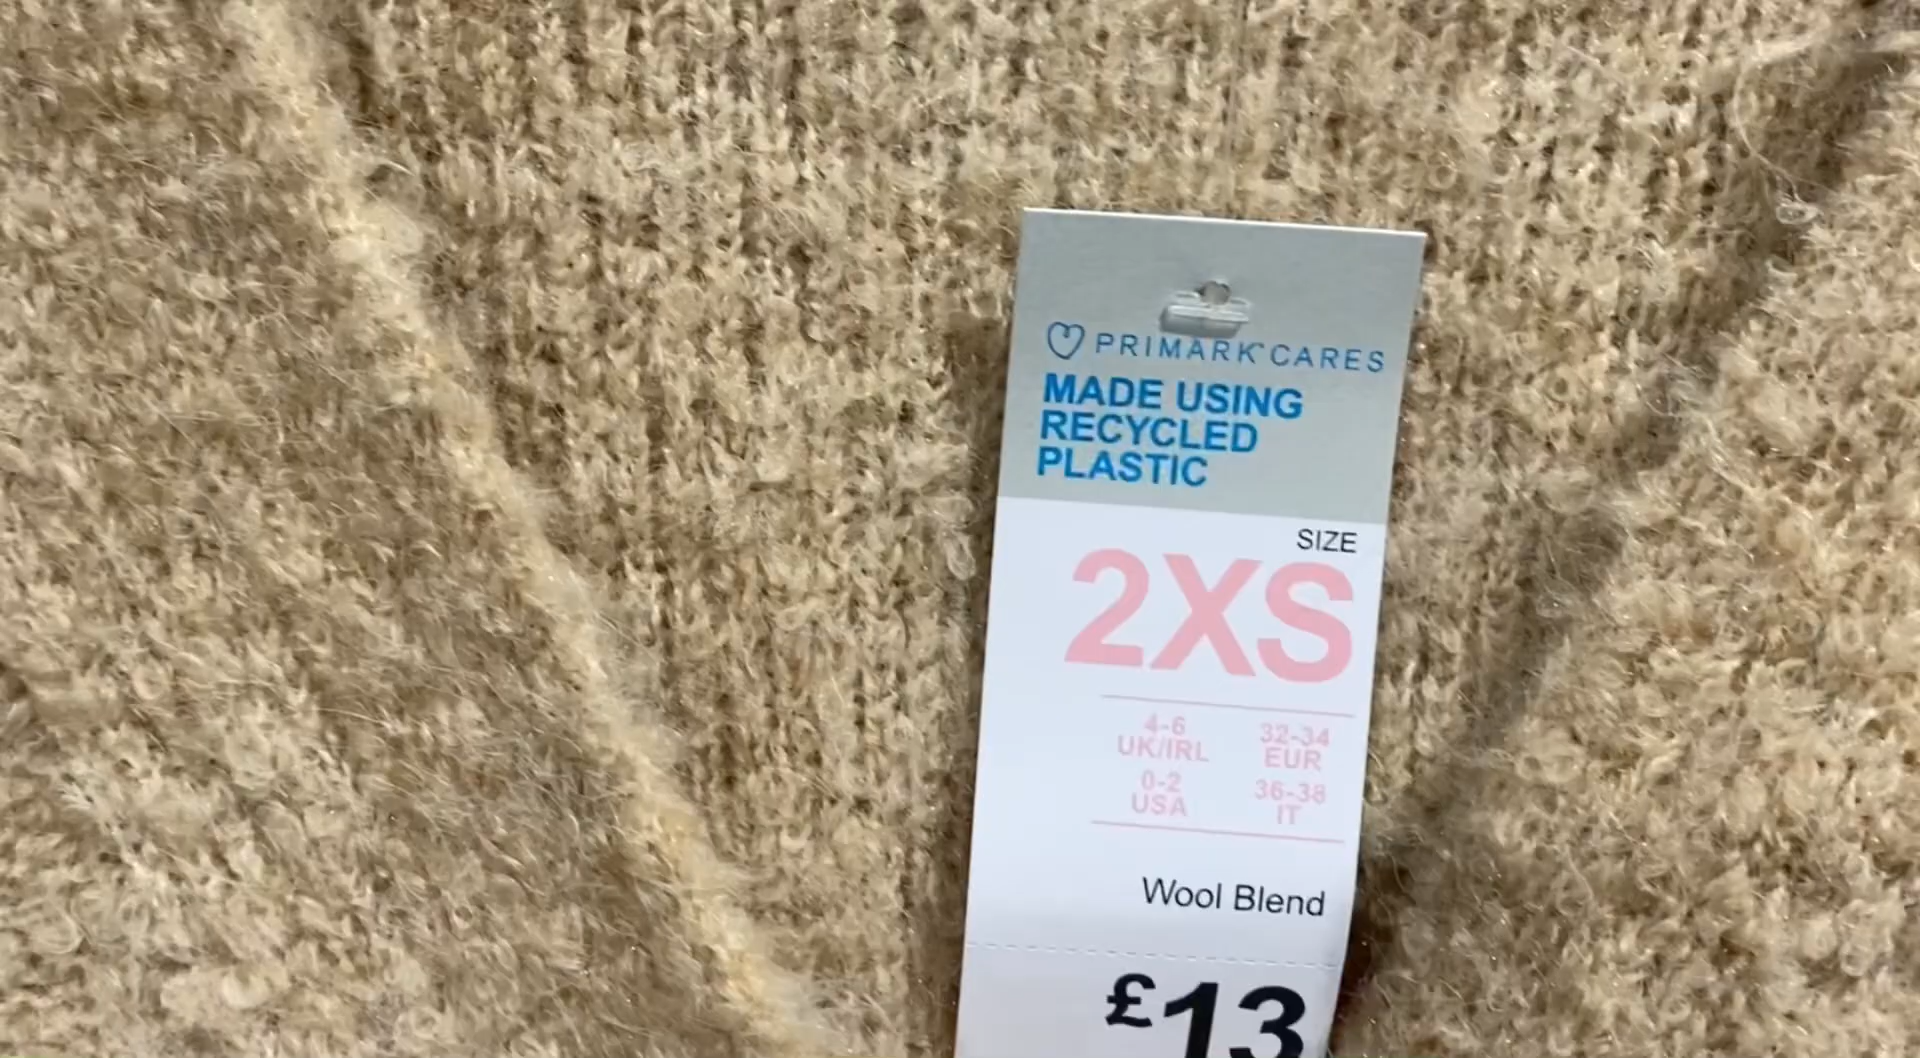 PRIMARK CARES
MADE USING
RECYCLED
PLASTIC
SIZE
2XS
4-6 32-34
UK/IRL EUR
0-2 36-38
USA IT
Wool Blend
£13